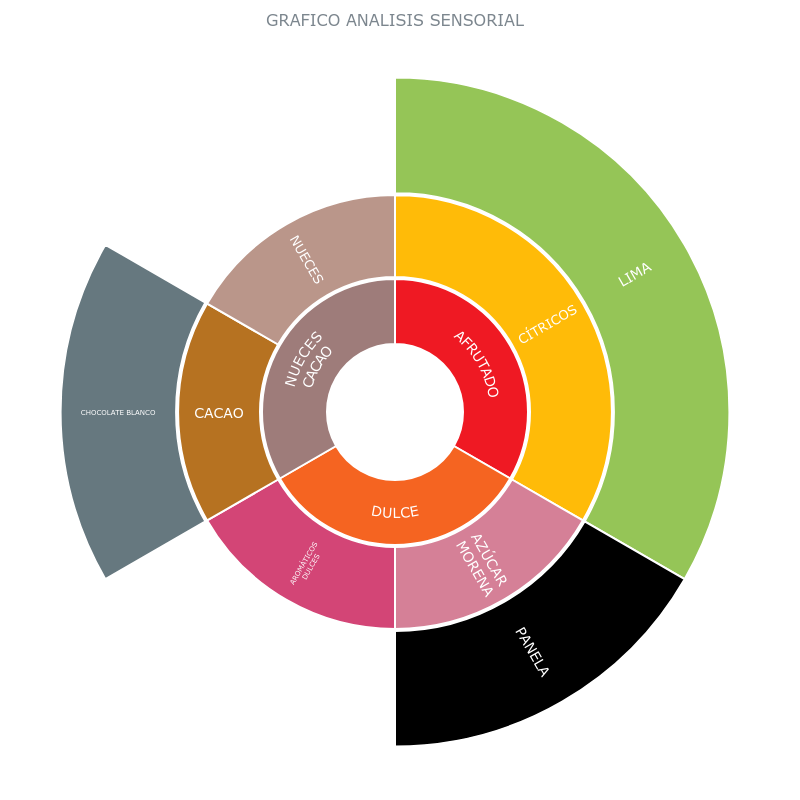 GRAFICO ANALISIS SENSORIAL
LIMA
CÍTRICOS
AFRUTADO
NUECES
NUECES
CACAO
CACAO
CHOCOLATE BLANCO
DULCE
AZÚCAR
MORENA
AROMÁTICOS
DULCES
PANELA